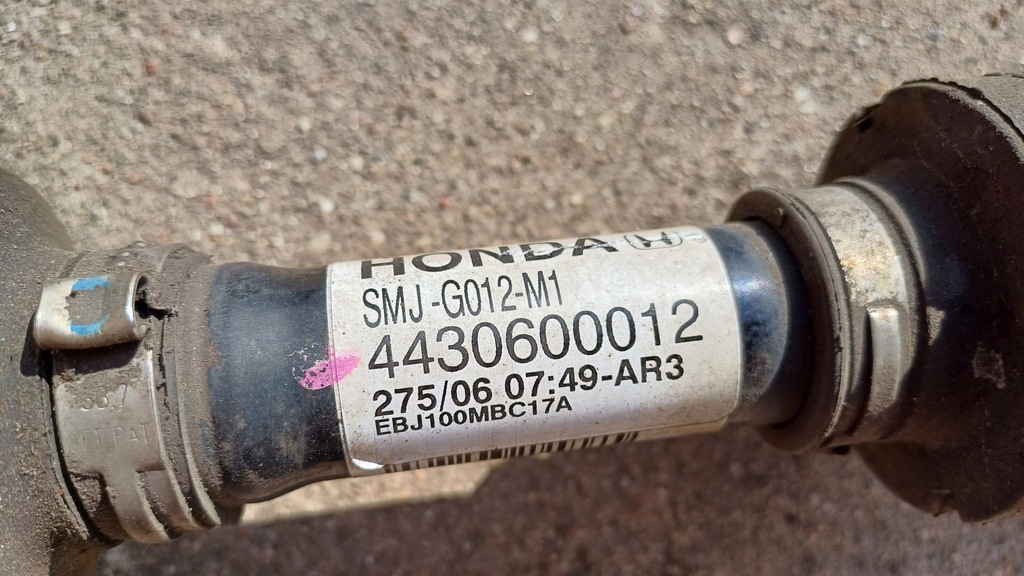 HONDA
SMJ-G012-M1
4430600012
275/06 07:49-AR3
EBJ100MBC17A